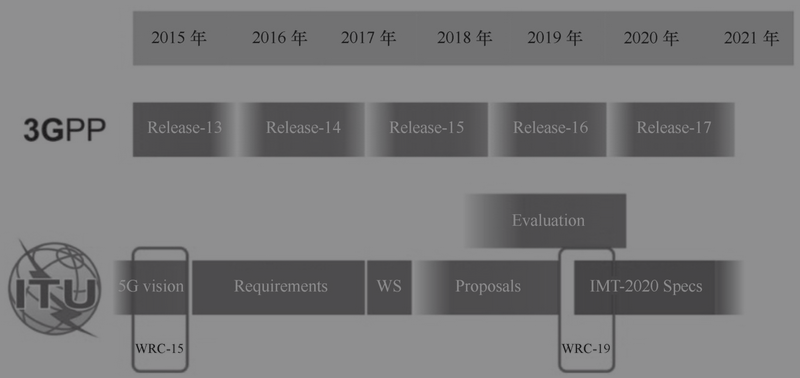 2015 年 2016 年 2017 年 2018 年 2019 年 2020 年 2021 年
3GPP Release-13 Release-14 Release-15 Release-16 Release-17
Evaluation
ITU 5G vision Requirements WS Proposals IMT-2020 Specs
WRC-15 WRC-19